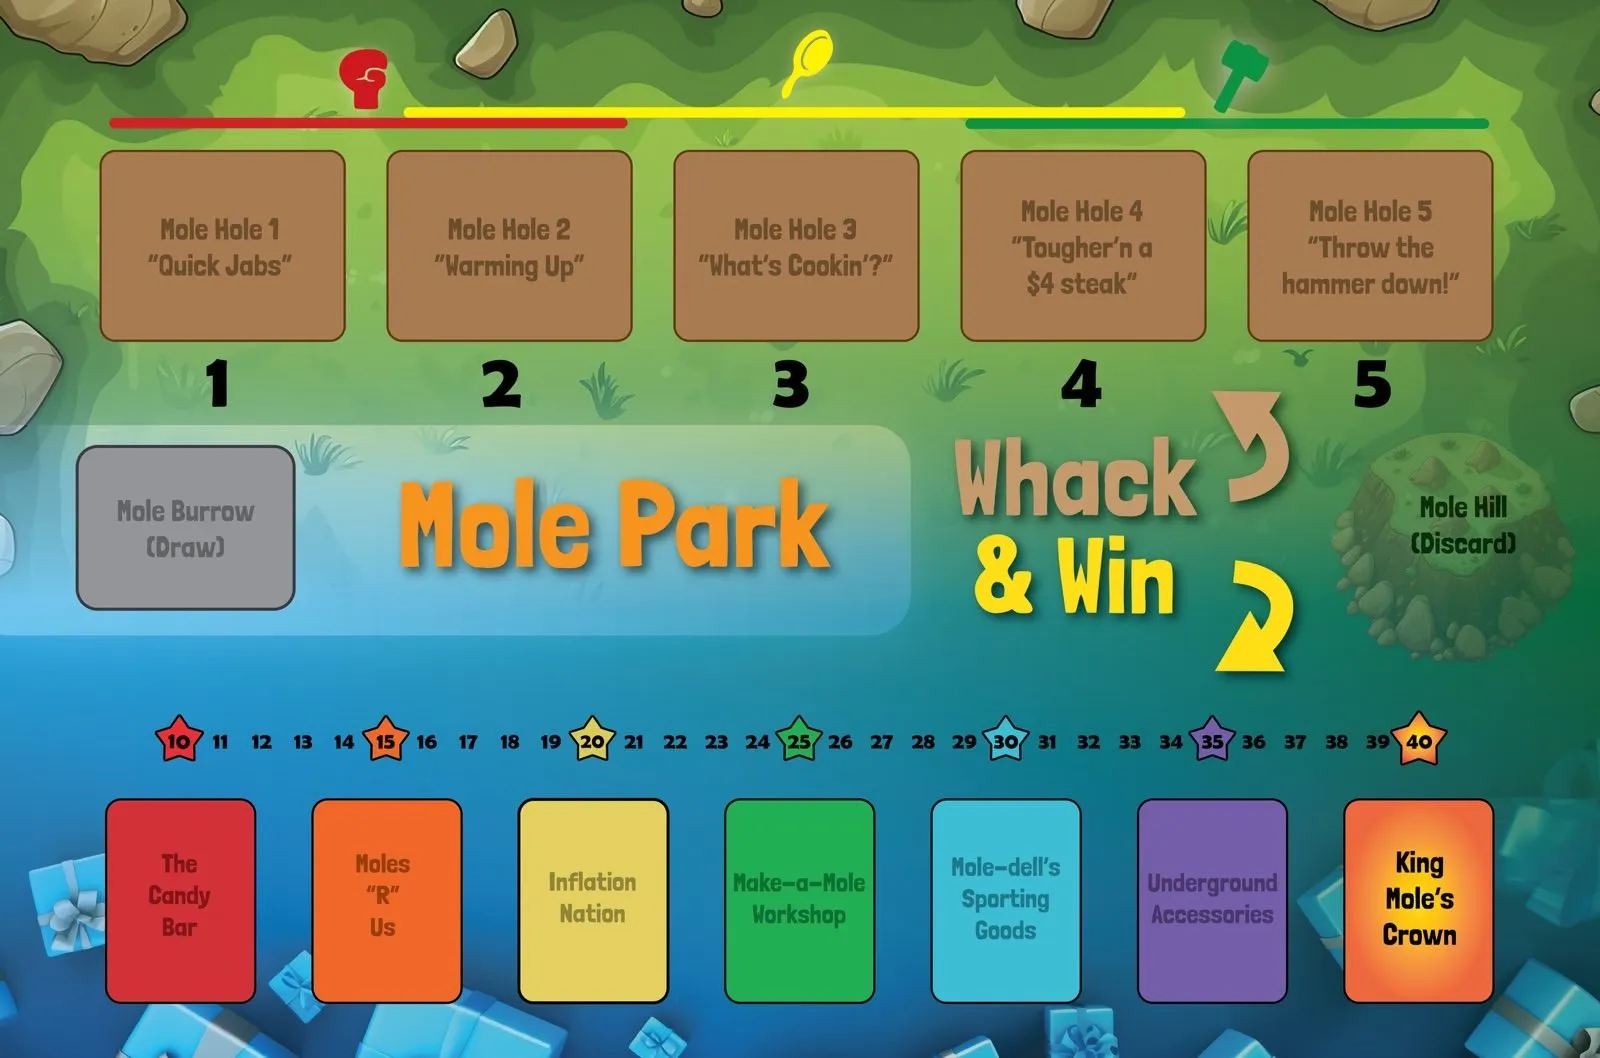 Mole Hole 1
"Quick Jabs"
Mole Hole 2
"Warming Up"
Mole Hole 3
"What's Cookin'?"
Mole Hole 4
"Tougher'n a
$4 steak"
Mole Hole 5
"Throw the
hammer down!"
1 2 3 4 5
Mole Burrow
(Draw)
Mole Park
Whack
& Win
Mole Hill
(Discard)
10 11 12 13 14 15 16 17 18 19 20 21 22 23 24 25 26 27 28 29 30 31 32 33 34 35 36 37 38 39 40
The
Candy
Bar
Moles
"R"
Us
Inflation
Nation
Make-a-Mole
Workshop
Mole-dell's
Sporting
Goods
Underground
Accessories
King
Mole's
Crown